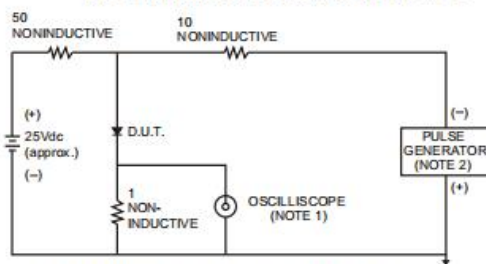 50
NONINDUCTIVE
10
NONINDUCTIVE
(+)
25Vdc
(approx.)
(–)
D.U.T.
1
NON-
INDUCTIVE
OSCILLISCOPE
(NOTE 1)
(–)
PULSE
GENERATOR
(NOTE 2)
(+)